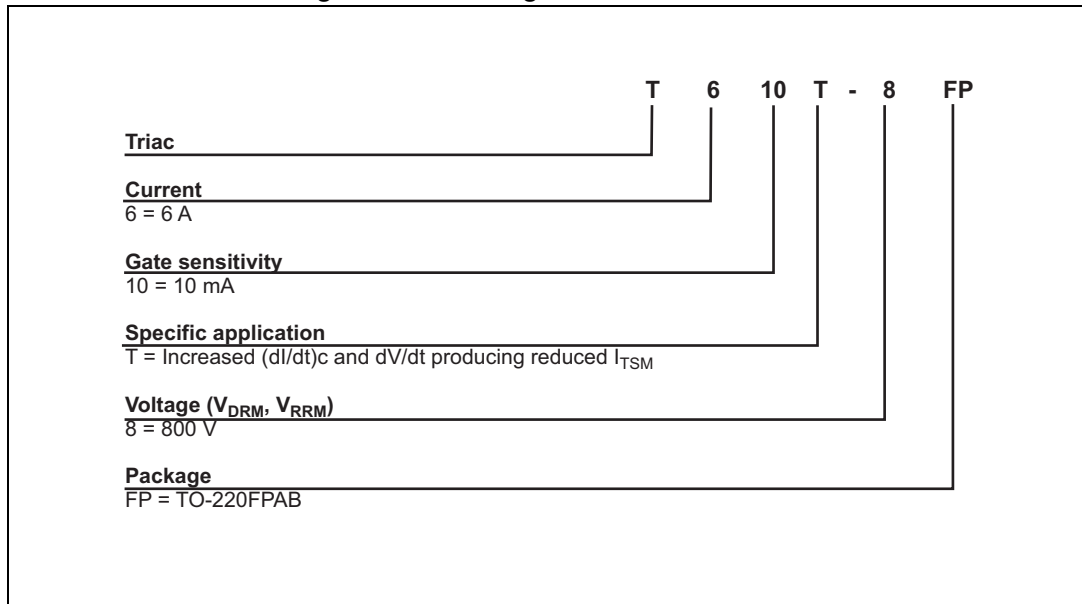 T 6 10 T - 8 FP
Triac
Current
6 = 6 A
Gate sensitivity
10 = 10 mA
Specific application
T = Increased (dI/dt)c and dV/dt producing reduced ITSM
Voltage (VDRM, VRRM)
8 = 800 V
Package
FP = TO-220FPAB